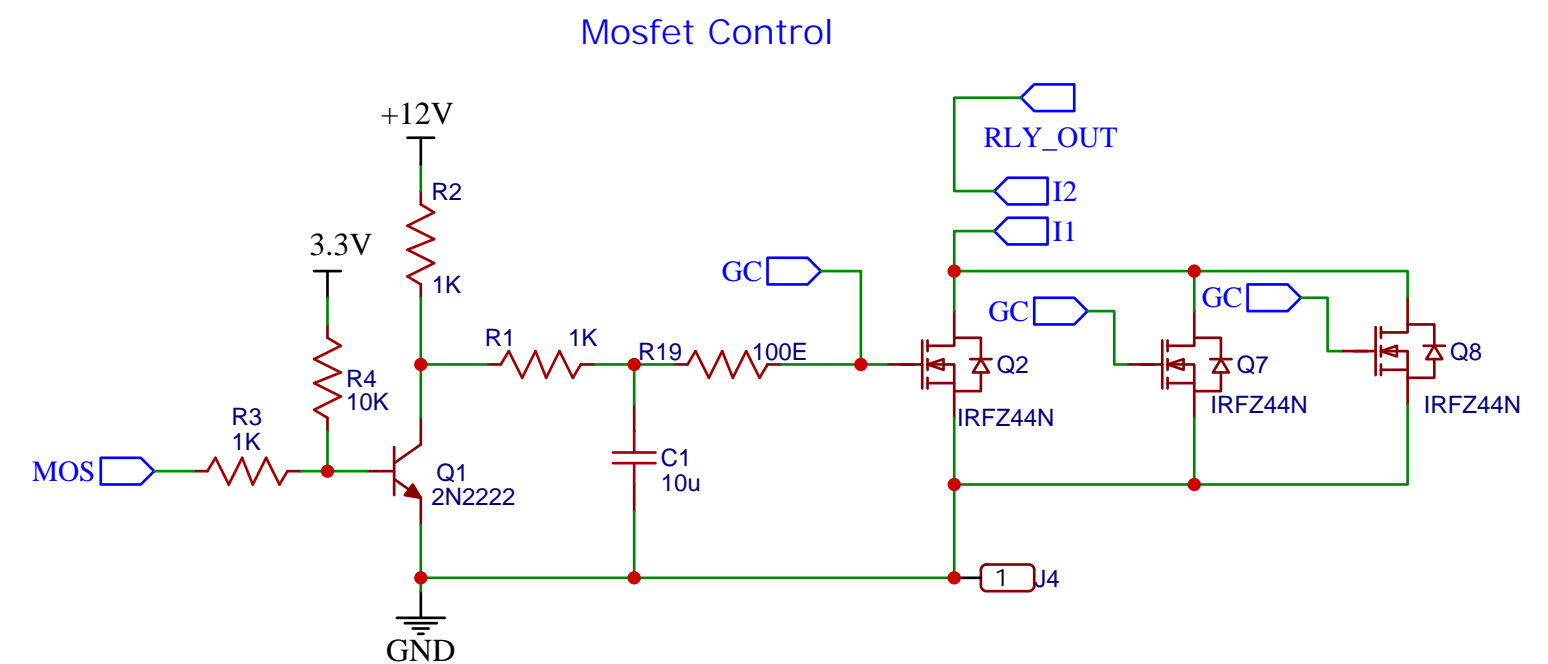 Mosfet Control
+12V
R2
1K
3.3V
R4
10K
R3
1K
MOS
Q1
2N2222
GND
R1 1K
C1
10u
R19 100E
GC
RLY_OUT
I2
I1
Q2
IRFZ44N
GC
Q7
IRFZ44N
GC
Q8
IRFZ44N
1 J4